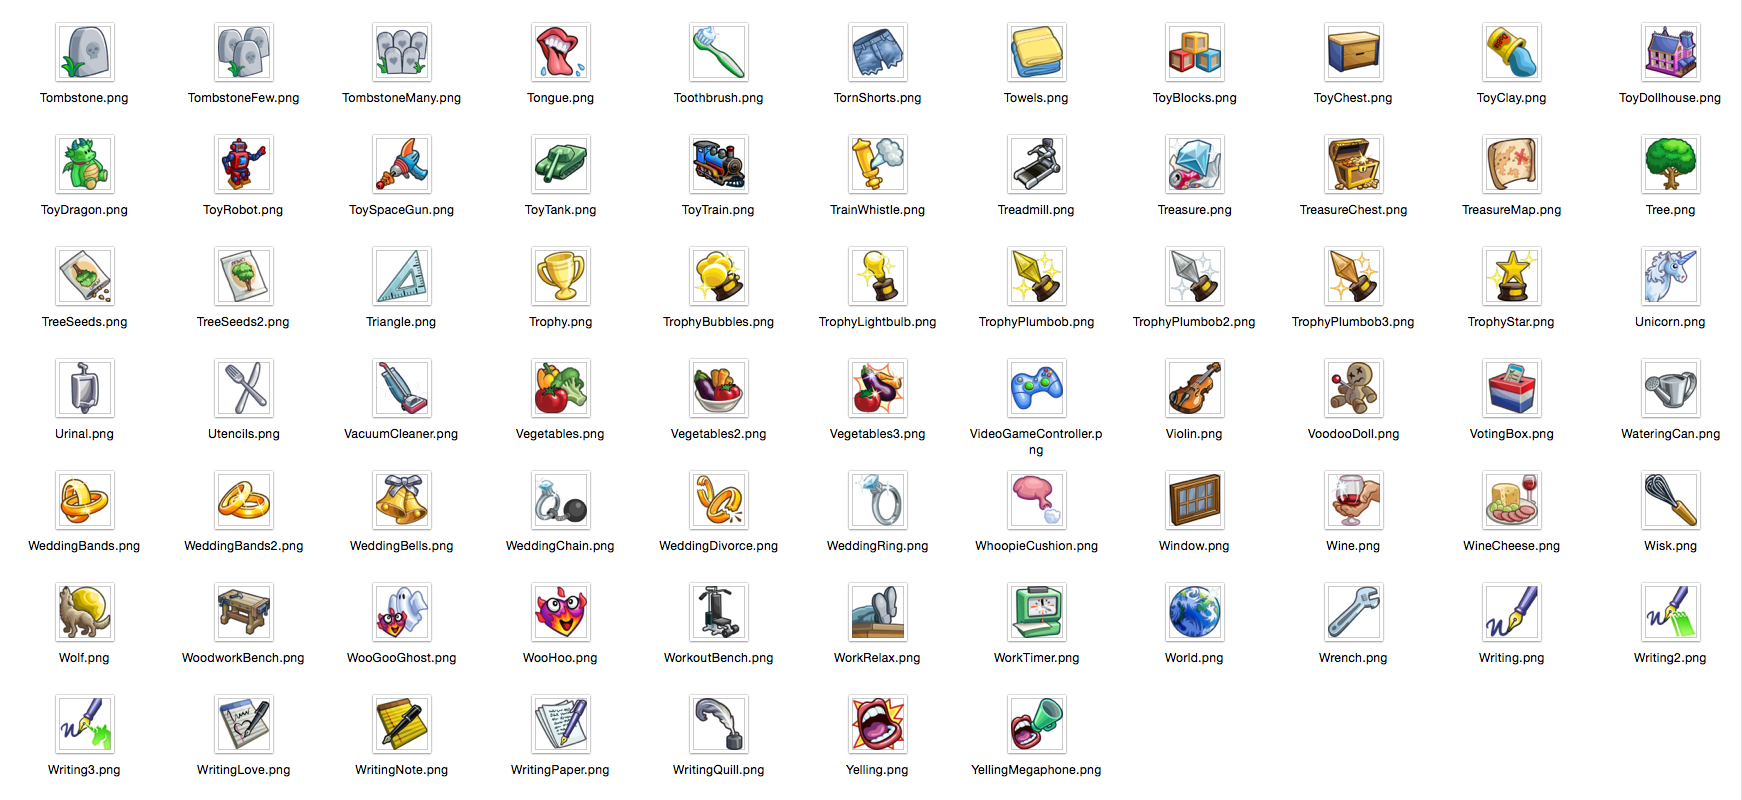 Tombstone.png
TombstoneFew.png
TombstoneMany.png
Tongue.png
Toothbrush.png
TornShorts.png
Towels.png
ToyBlocks.png
ToyChest.png
ToyClay.png
ToyDollhouse.png
ToyDragon.png
ToyRobot.png
ToySpaceGun.png
ToyTank.png
ToyTrain.png
TrainWhistle.png
Treadmill.png
Treasure.png
TreasureChest.png
TreasureMap.png
Tree.png
TreeSeeds.png
TreeSeeds2.png
Triangle.png
Trophy.png
TrophyBubbles.png
TrophyLightbulb.png
TrophyPlumbob.png
TrophyPlumbob2.png
TrophyPlumbob3.png
TrophyStar.png
Unicorn.png
Urinal.png
Utencils.png
VacuumCleaner.png
Vegetables.png
Vegetables2.png
Vegetables3.png
VideoGameController.p
ng
Violin.png
VoodooDoll.png
VotingBox.png
WateringCan.png
WeddingBands.png
WeddingBands2.png
WeddingBells.png
WeddingChain.png
WeddingDivorce.png
WeddingRing.png
WhoopieCushion.png
Window.png
Wine.png
WineCheese.png
Wisk.png
Wolf.png
WoodworkBench.png
WooGooGhost.png
WooHoo.png
WorkoutBench.png
WorkRelax.png
WorkTimer.png
World.png
Wrench.png
Writing.png
Writing2.png
Writing3.png
WritingLove.png
WritingNote.png
WritingPaper.png
WritingQuill.png
Yelling.png
YellingMegaphone.png